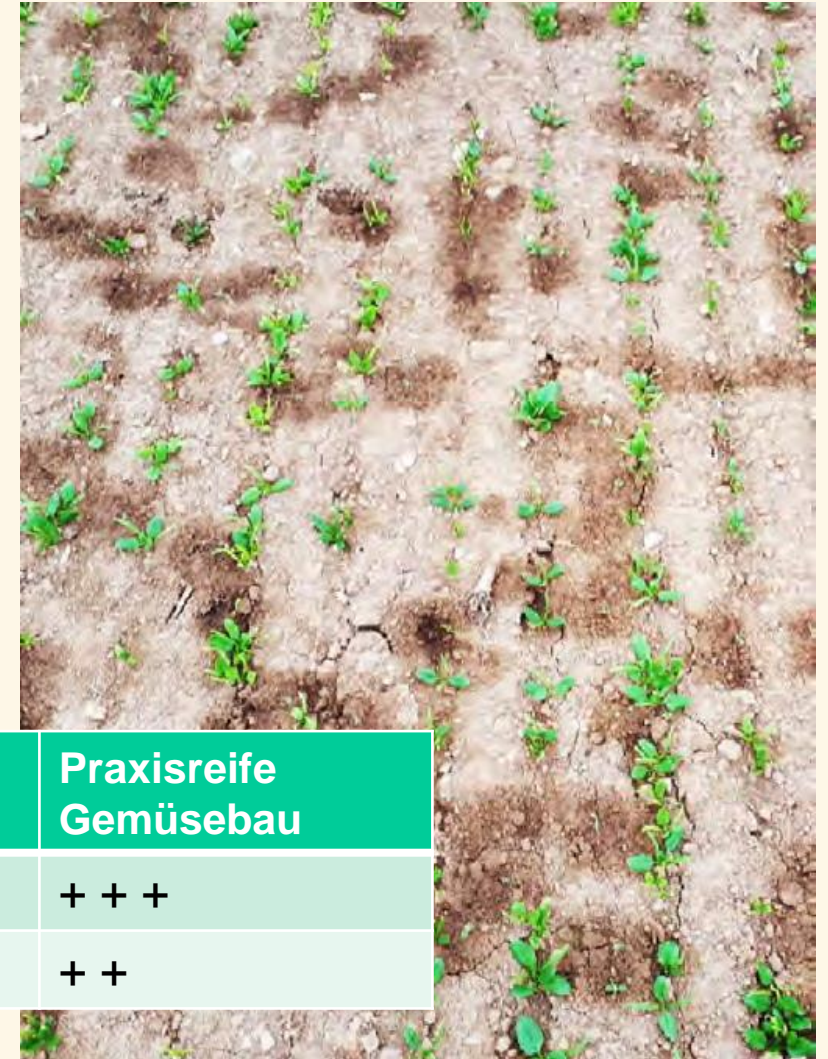 Praxisreife
Gemüsebau
+ + +
+ +